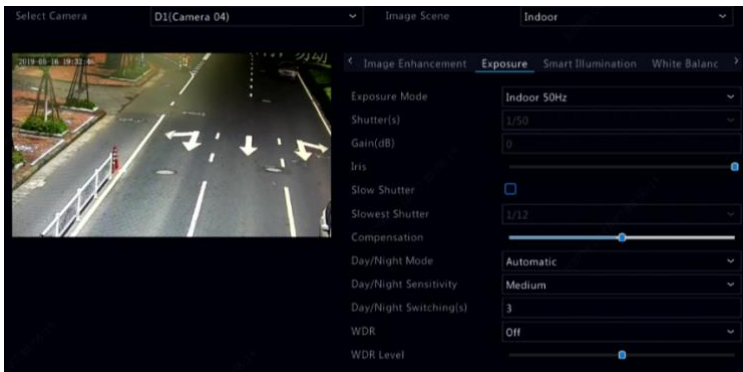 Select Camera D1(Camera 04) Image Scene Indoor
2019-05-16 19:32:46 勿动
< Image Enhancement Exposure Smart Illumination White Balanc >
Exposure Mode Indoor 50Hz
Shutter(s) 1/50
Gain(dB) 0
Iris
Slow Shutter
Slowest Shutter 1/12
Compensation
Day/Night Mode Automatic
Day/Night Sensitivity Medium
Day/Night Switching(s) 3
WDR Off
WDR Level